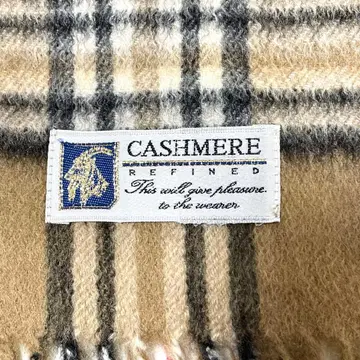 CASHMERE
REFINED
This will give pleasure
to the wearer